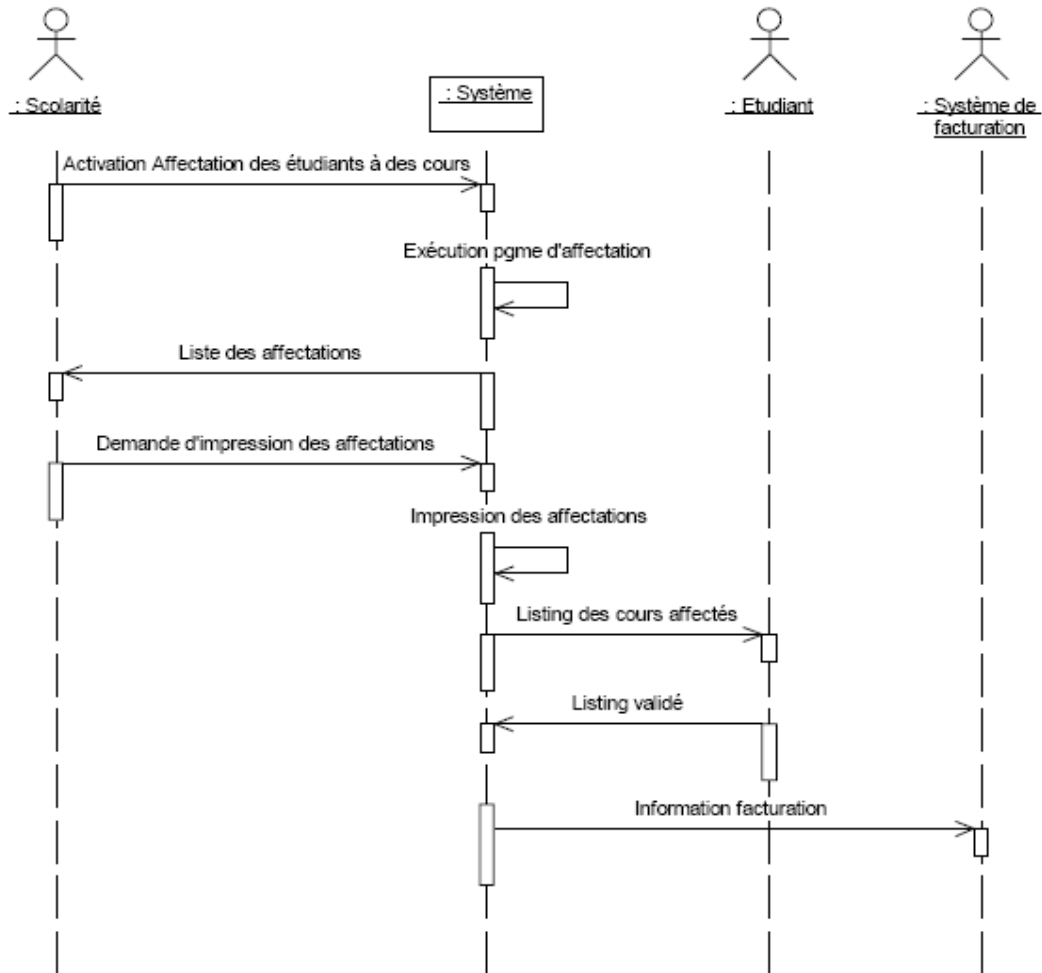 : Scolarité
: Système
: Etudiant
: Système de
facturation
Activation Affectation des étudiants à des cours
Exécution pgme d'affectation
Liste des affectations
Demande d'impression des affectations
Impression des affectations
Listing des cours affectés
Listing validé
Information facturation